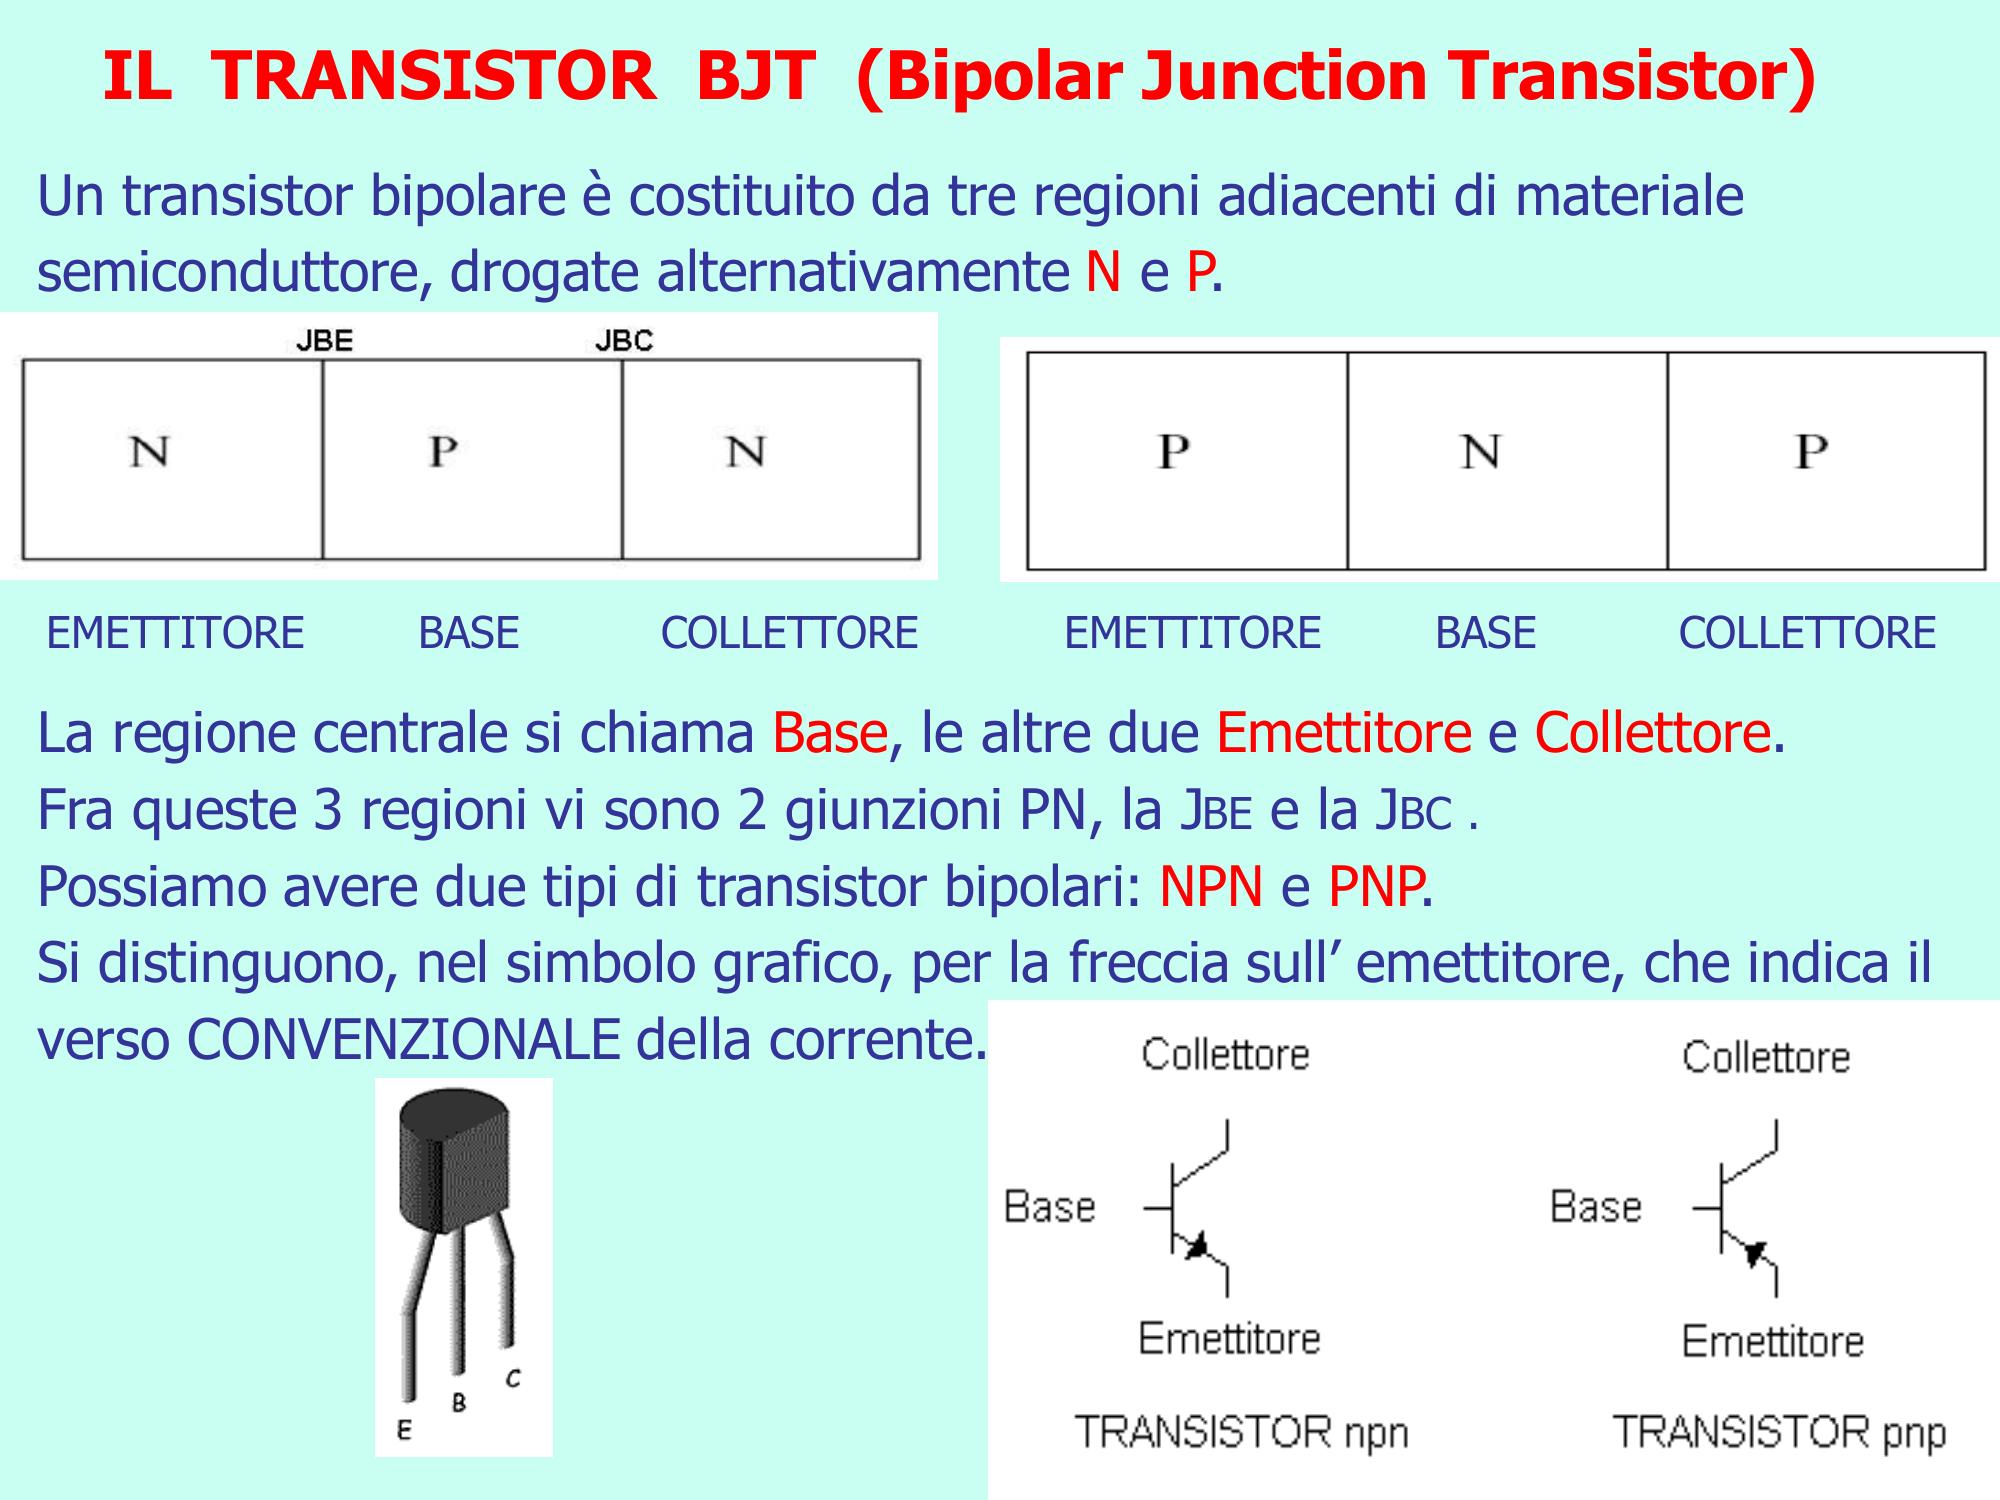 IL TRANSISTOR BJT (Bipolar Junction Transistor)
Un transistor bipolare è costituito da tre regioni adiacenti di materiale
semiconduttore, drogate alternativamente N e P.
JBE JBC
N P N
P N P
EMETTITORE BASE COLLETTORE
EMETTITORE BASE COLLETTORE
La regione centrale si chiama Base, le altre due Emettitore e Collettore.
Fra queste 3 regioni vi sono 2 giunzioni PN, la JBE e la JBC .
Possiamo avere due tipi di transistor bipolari: NPN e PNP.
Si distinguono, nel simbolo grafico, per la freccia sull’ emettitore, che indica il
verso CONVENZIONALE della corrente.
E B C
Collettore
Base
Emettitore
TRANSISTOR npn
Collettore
Base
Emettitore
TRANSISTOR pnp